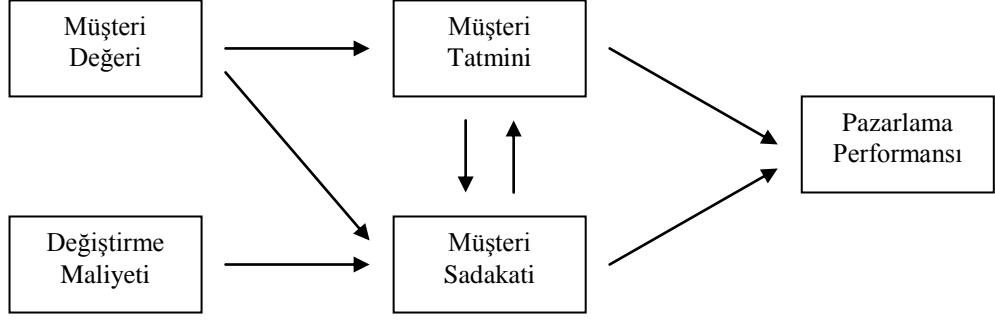 Müşteri
Değeri
Müşteri
Tatmini
Pazarlama
Performansı
Değiştirme
Maliyeti
Müşteri
Sadakati